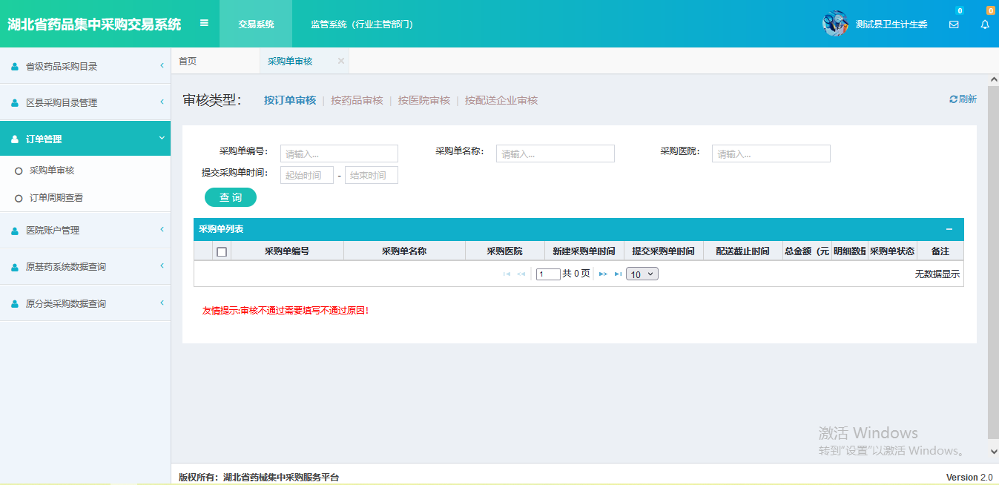 湖北省药品集中采购交易系统
交易系统
监管系统（行业主管部门）
测试县卫生计生委
0
0
省级药品采购目录
区县采购目录管理
订单管理
采购单审核
订单周期查看
医院账户管理
原基药系统数据查询
原分类采购数据查询
首页
采购单审核
审核类型：
按订单审核 | 按药品审核 | 按医院审核 | 按配送企业审核
刷新
采购单编号： 请输入...
采购单名称： 请输入...
采购医院： 请输入...
提交采购单时间： 起始时间 - 结束时间
查 询
采购单列表
采购单编号 采购单名称 采购医院 新建采购单时间 提交采购单时间 配送截止时间 总金额（元 明细数量 采购单状态 备注
1 共 0 页 10 无数据显示
友情提示:审核不通过需要填写不通过原因!
激活 Windows
转到"设置"以激活 Windows。
版权所有：湖北省药械集中采购服务平台
Version 2.0